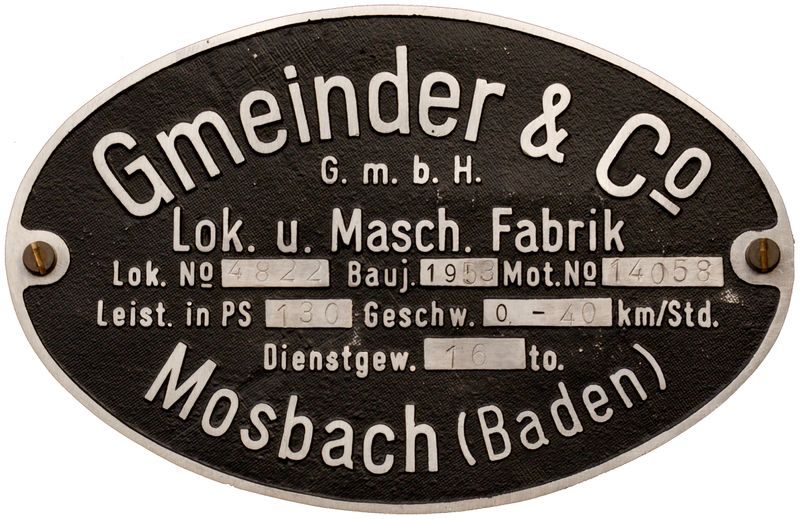 Gmeinder & Co
G. m. b. H.
Lok. u. Masch. Fabrik
Lok. No 4822 Bauj. 1953 Mot. No 14058
Leist. in PS 130 Geschw. 0 - 40 km/Std.
Dienstgew. 16 to.
Mosbach (Baden)